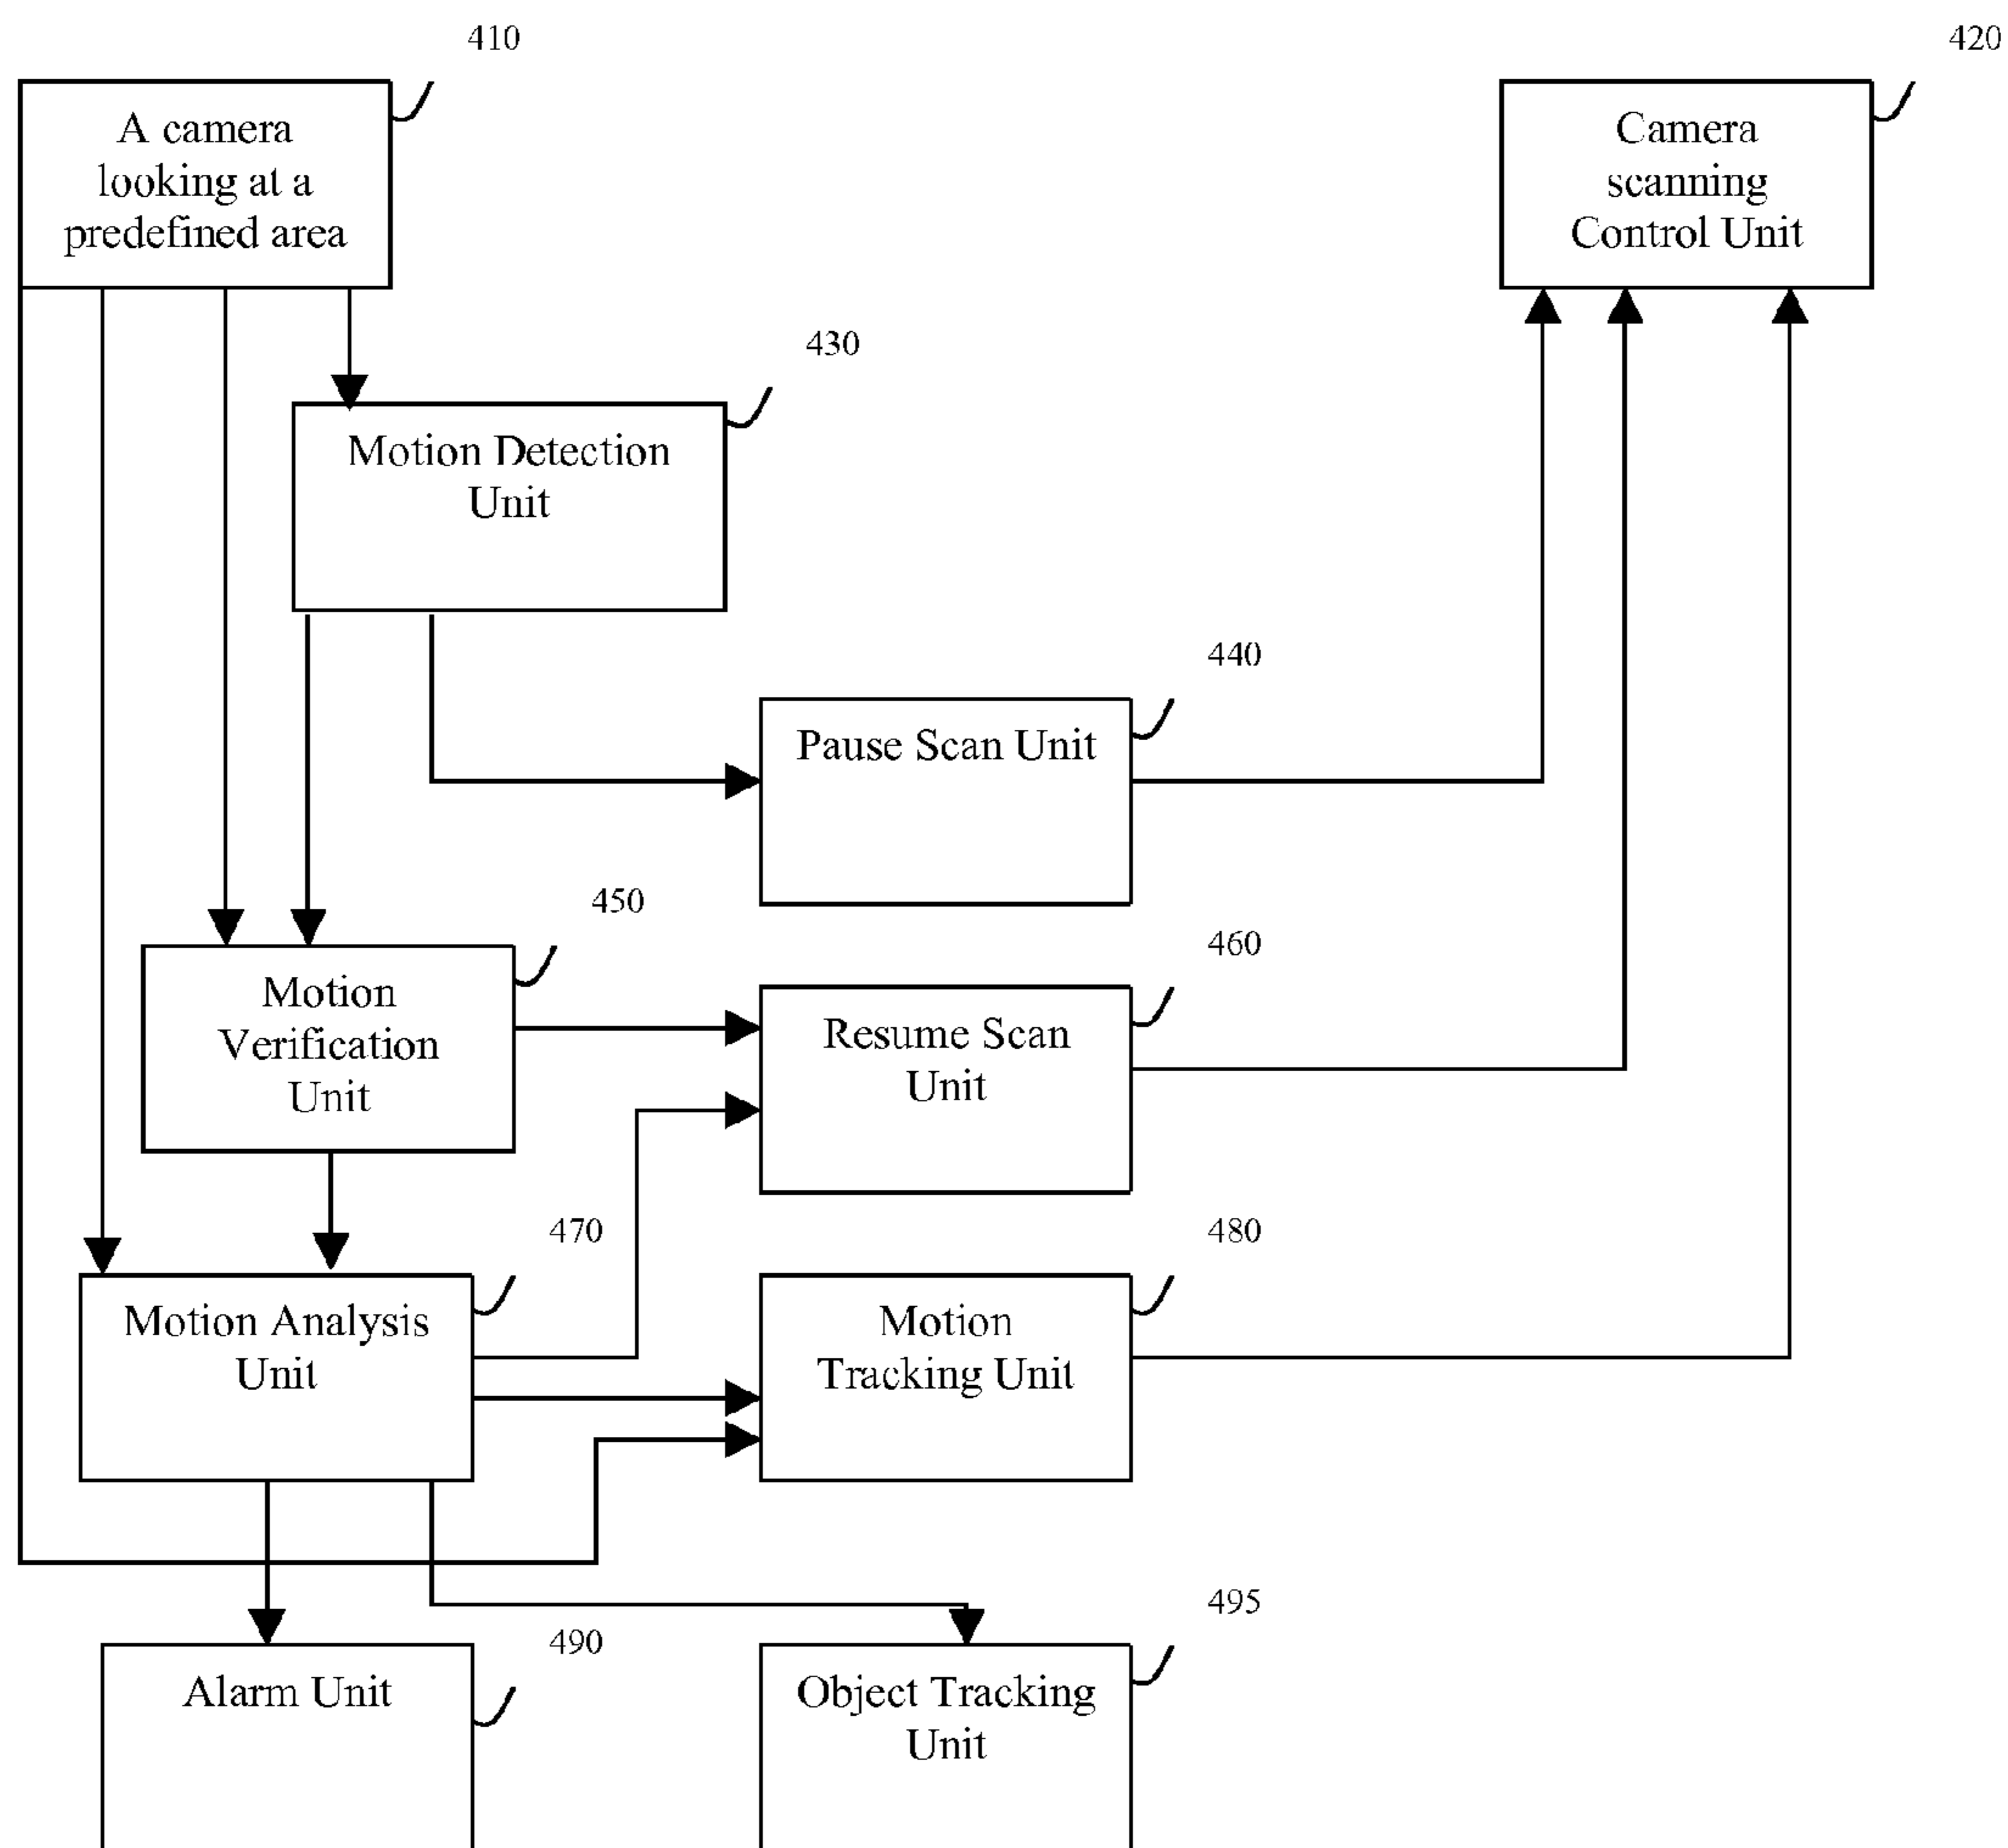 410
420
A camera
looking at a
predefined area
Camera
scanning
Control Unit
430
Motion Detection
Unit
440
Pause Scan Unit
450
460
Motion
Verification
Unit
Resume Scan
Unit
470
480
Motion Analysis
Unit
Motion
Tracking Unit
490
495
Alarm Unit
Object Tracking
Unit